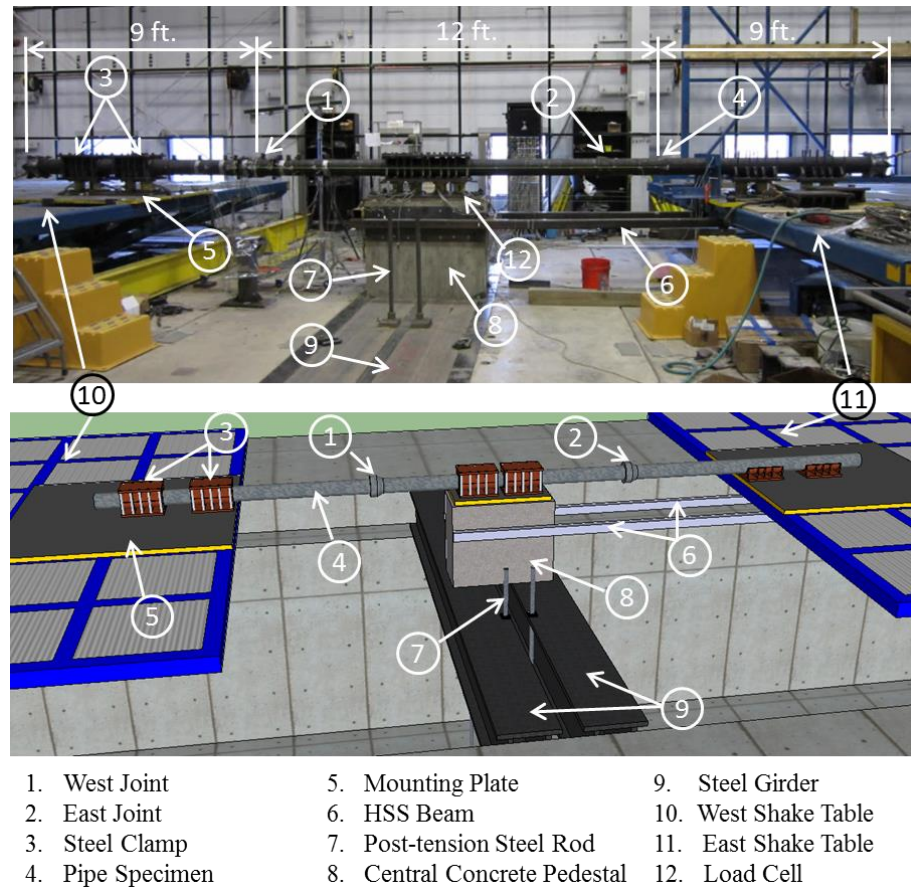 9 ft. 12 ft. 9 ft.
3 1 2 4
5 7 12 6
8
9
10 11
3 1 2
4 6
5 8
7
9
1. West Joint
2. East Joint
3. Steel Clamp
4. Pipe Specimen
5. Mounting Plate
6. HSS Beam
7. Post-tension Steel Rod
8. Central Concrete Pedestal
9. Steel Girder
10. West Shake Table
11. East Shake Table
12. Load Cell